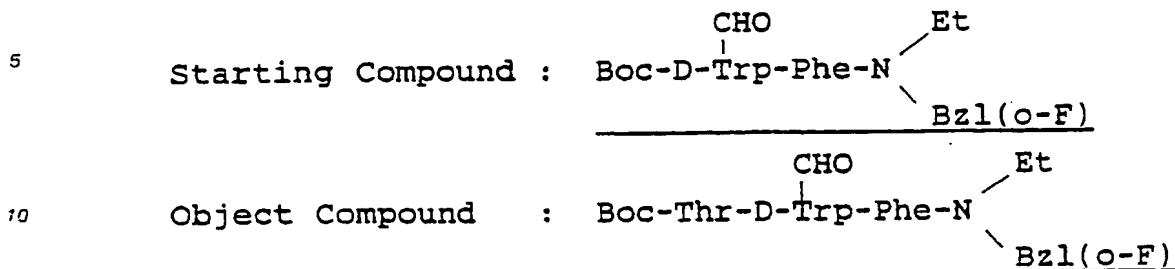 CHO Et
5 Starting Compound : Boc-D-Trp-Phe-N
Bzl(o-F)
CHO Et
10 Object Compound : Boc-Thr-D-Trp-Phe-N
Bzl(o-F)